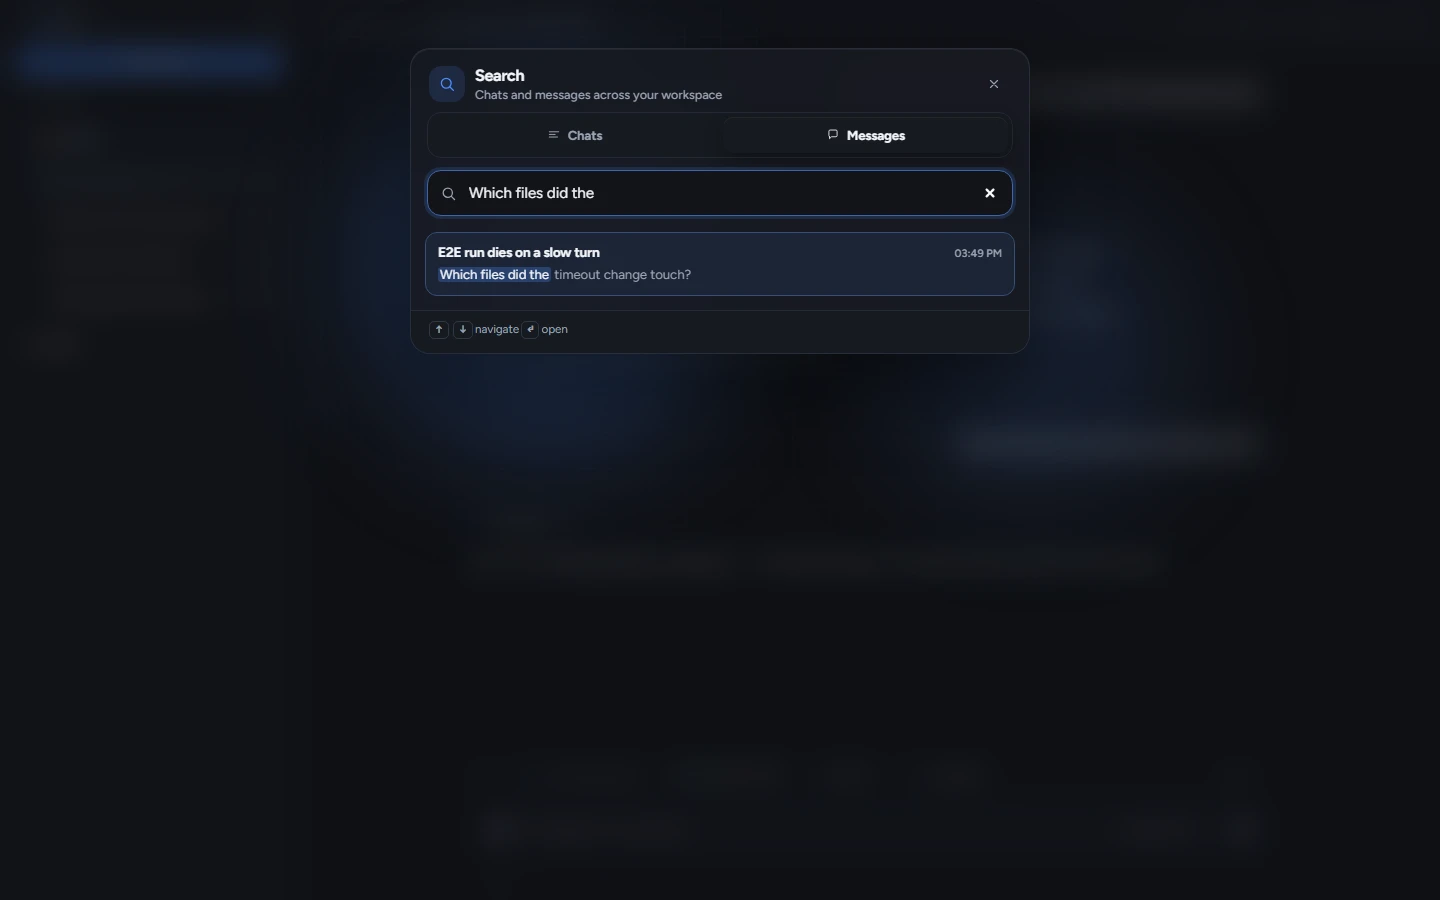 Search
Chats and messages across your workspace
Chats
Messages
Which files did the
E2E run dies on a slow turn 03:49 PM
Which files did the timeout change touch?
navigate open